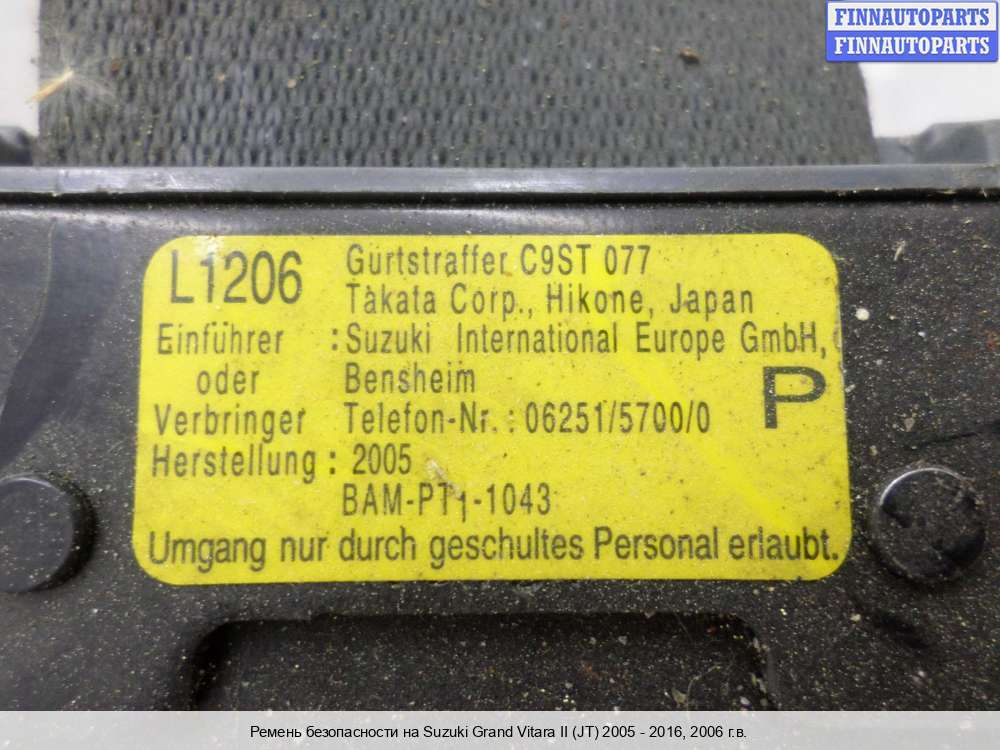 FINNAUTOPARTS
FINNAUTOPARTS
L1206 Gurtstraffer C9ST 077
Takata Corp., Hikone, Japan
Einführer :Suzuki International Europe GmbH,
oder Bensheim
P
Verbringer Telefon-Nr.: 06251/5700/0
Herstellung : 2005
BAM-PT1-1043
Umgang nur durch geschultes Personal erlaubt.
Ремень безопасности на Suzuki Grand Vitara II (JT) 2005 - 2016, 2006 г.в.